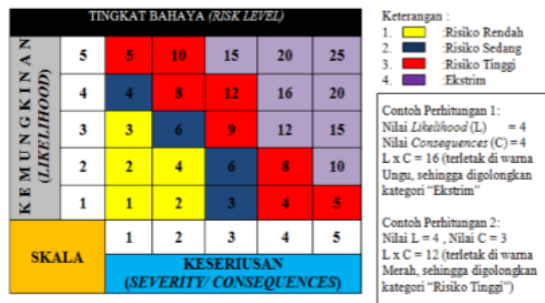 TINGKAT BAHAYA (RISK LEVEL)
KEMUNGKINAN
(LIKELIHOOD)
5 5 10 15 20 25
4 4 8 12 16 20
3 3 6 9 12 15
2 2 4 6 8 10
1 1 2 3 4 5
SKALA
1 2 3 4 5
KESERIUSAN
(SEVERITY/ CONSEQUENCES)
Keterangan :
1. :Risiko Rendah
2. :Risiko Sedang
3. :Risiko Tinggi
4. :Ekstrim
Contoh Perhitungan 1:
Nilai Likelihood (L) = 4
Nilai Consequences (C) = 4
L x C = 16 (terletak di warna
Ungu, sehingga digolongkan
kategori “Ekstrim”
Contoh Perhitungan 2:
Nilai L = 4 , Nilai C = 3
L x C = 12 (terletak di warna
Merah, sehingga digolongkan
kategori “Risiko Tinggi”)